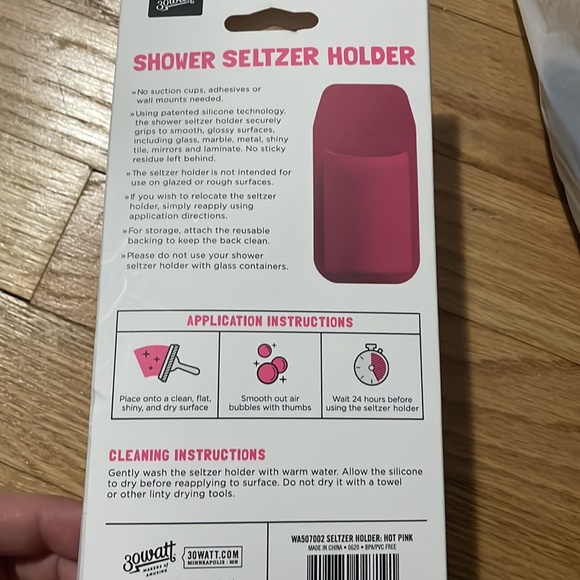 30watt
SHOWER SELTZER HOLDER
»No suction cups, adhesives or
wall mounts needed.
»Using patented silicone technology,
the shower seltzer holder securely
grips to smooth, glossy surfaces,
including glass, marble, metal, shiny
tile, mirrors and laminate. No sticky
residue left behind.
»The seltzer holder is not intended for
use on glazed or rough surfaces.
»If you wish to relocate the seltzer
holder, simply reapply using
application directions.
»For storage, attach the reusable
backing to keep the back clean.
»Please do not use your shower
seltzer holder with glass containers.
APPLICATION INSTRUCTIONS
Place onto a clean, flat,
shiny, and dry surface
Smooth out air
bubbles with thumbs
Wait 24 hours before
using the seltzer holder
CLEANING INSTRUCTIONS
Gently wash the seltzer holder with warm water. Allow the silicone
to dry before reapplying to surface. Do not dry it with a towel
or other linty drying tools.
30watt
MAKERS of
AMUSING
30WATT.COM
MINNEAPOLIS • MN
WA507002 SELTZER HOLDER: HOT PINK
MADE IN CHINA • 0620 • BPA/PVC FREE